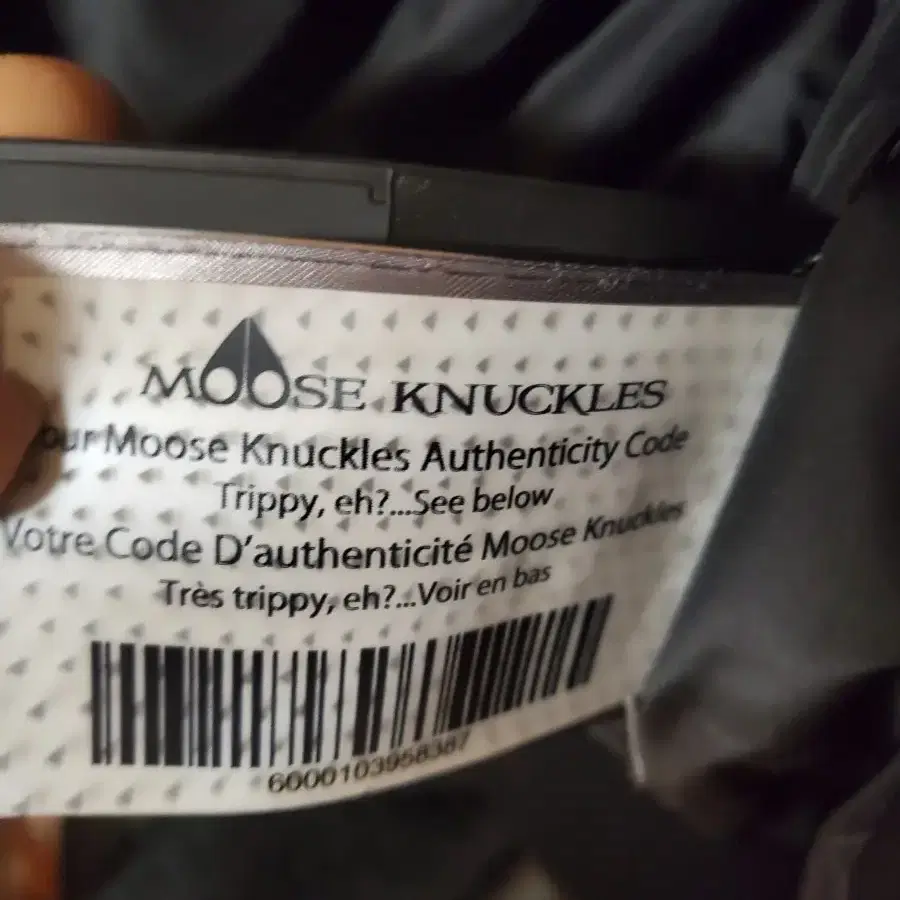 MOOSE KNUCKLES
our Moose Knuckles Authenticity Code
Trippy, eh?...See below
Votre Code D'authenticité Moose Knuckles
Très trippy, eh?...Voir en bas
6000103958387